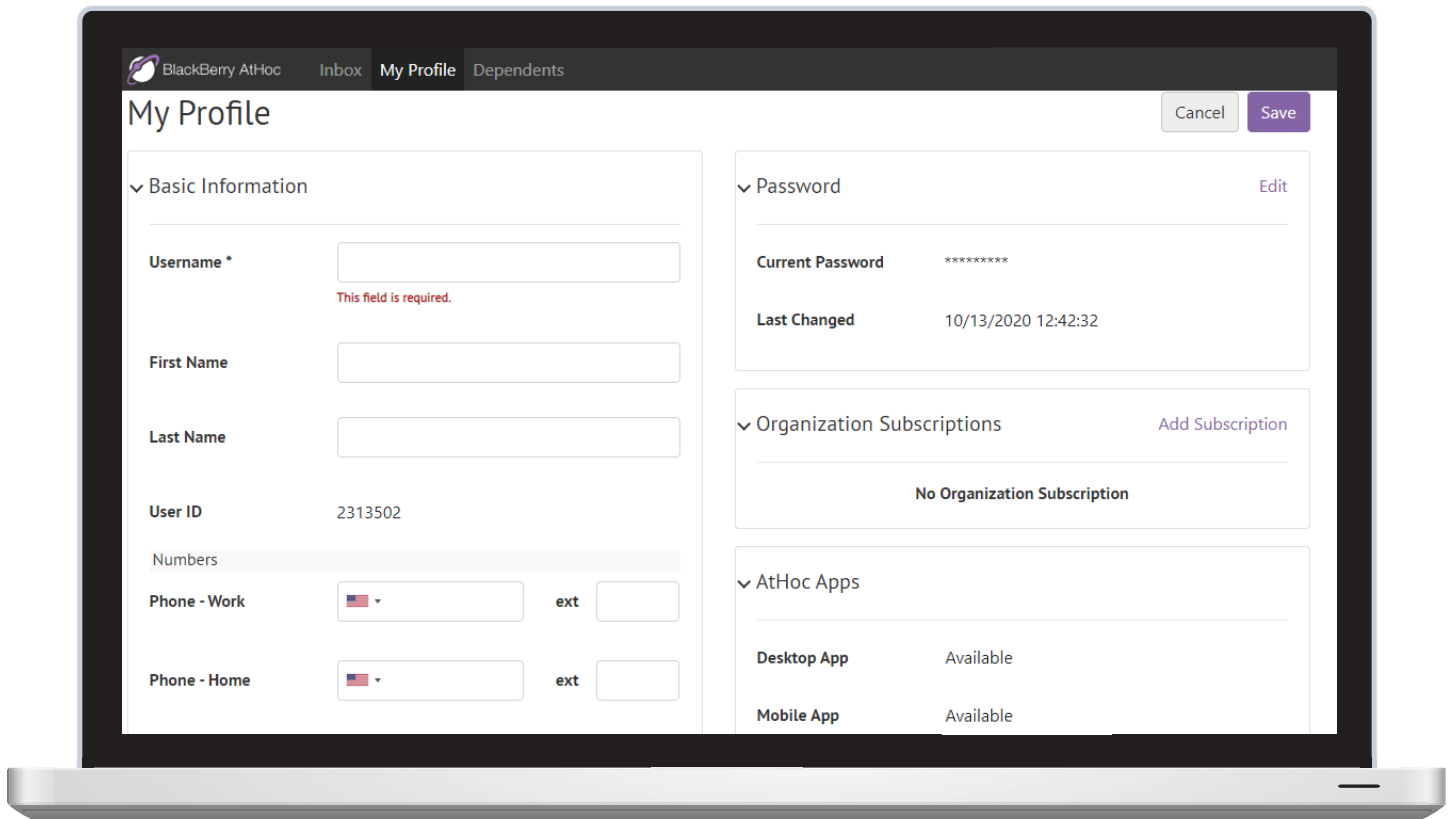 BlackBerry AtHoc Inbox My Profile Dependents
My Profile
Cancel Save
Basic Information
Username *
This field is required.
First Name
Last Name
User ID 2313502
Numbers
Phone - Work ext
Phone - Home ext
Password Edit
Current Password *********
Last Changed 10/13/2020 12:42:32
Organization Subscriptions Add Subscription
No Organization Subscription
AtHoc Apps
Desktop App Available
Mobile App Available